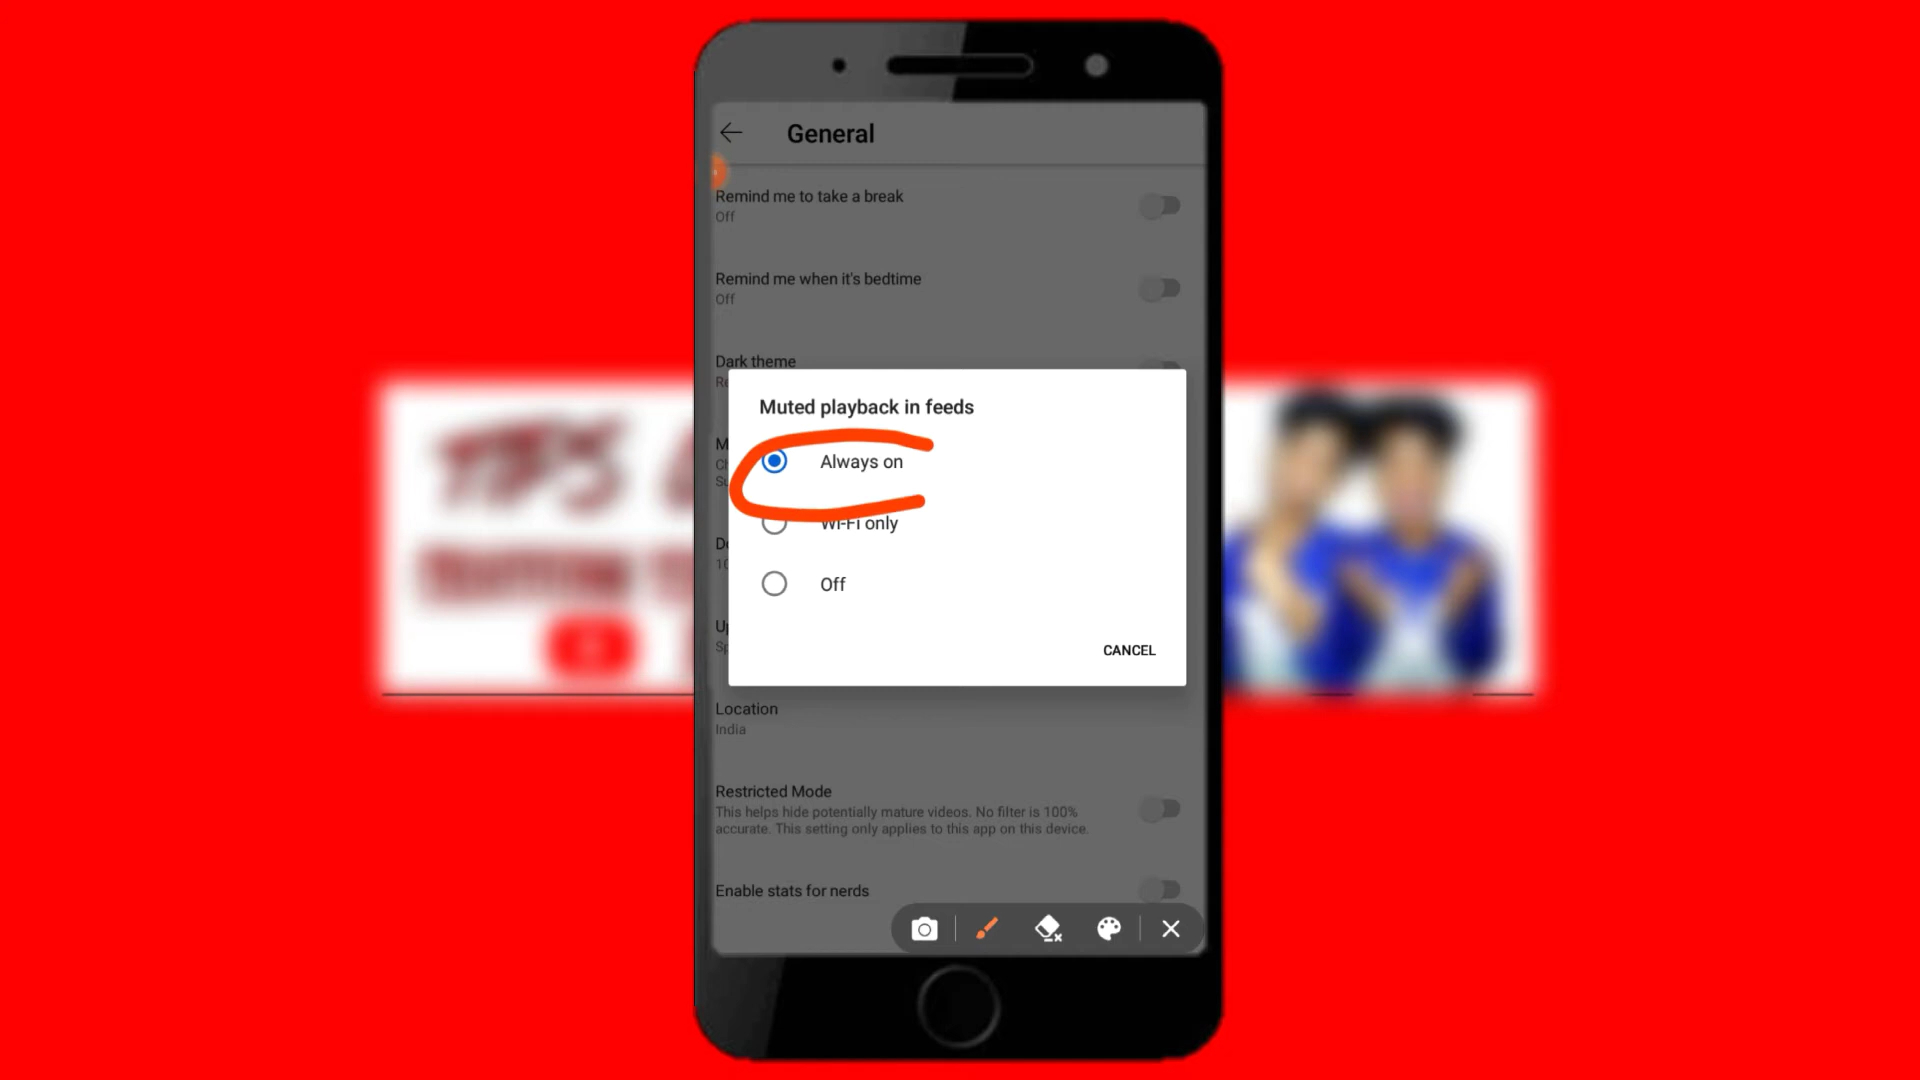 General
Remind me to take a break
Off
Remind me when it's bedtime
Off
Dark theme
Muted playback in feeds
Always on
Wi-Fi only
Off
CANCEL
Location
India
Restricted Mode
This helps hide potentially mature videos. No filter is 100%
accurate. This setting only applies to this app on this device.
Enable stats for nerds
TIPS